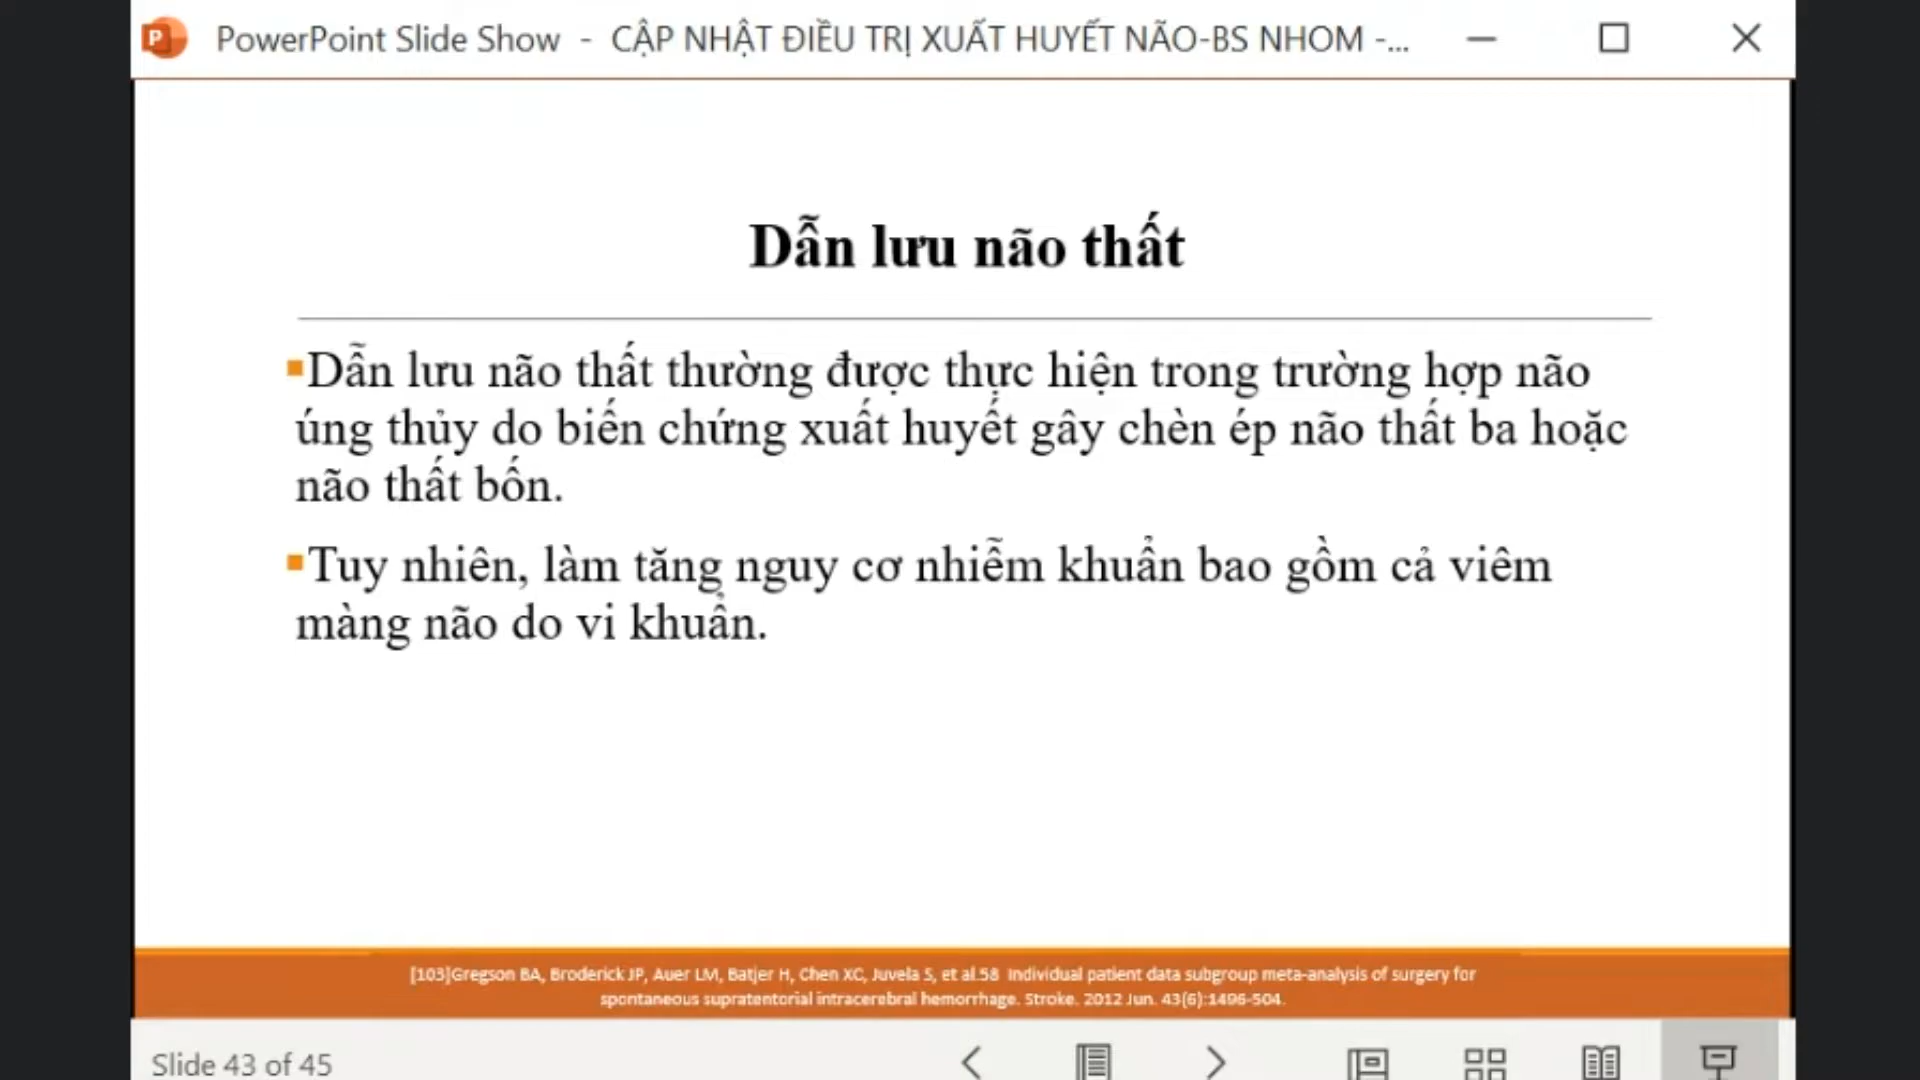 PowerPoint Slide Show - CẬP NHẬT ĐIỀU TRỊ XUẤT HUYẾT NÃO-BS NHOM -...
Dẫn lưu não thất
Dẫn lưu não thất thường được thực hiện trong trường hợp não
úng thủy do biến chứng xuất huyết gây chèn ép não thất ba hoặc
não thất bốn.
Tuy nhiên, làm tăng nguy cơ nhiễm khuẩn bao gồm cả viêm
màng não do vi khuẩn.
[103]Gregson BA, Broderick JP, Auer LM, Batjer H, Chen XC, Juvela S, et al.58 Individual patient data subgroup meta-analysis of surgery for
spontaneous supratentorial intracerebral hemorrhage. Stroke. 2012 Jun. 43(6):1496-504.
Slide 43 of 45